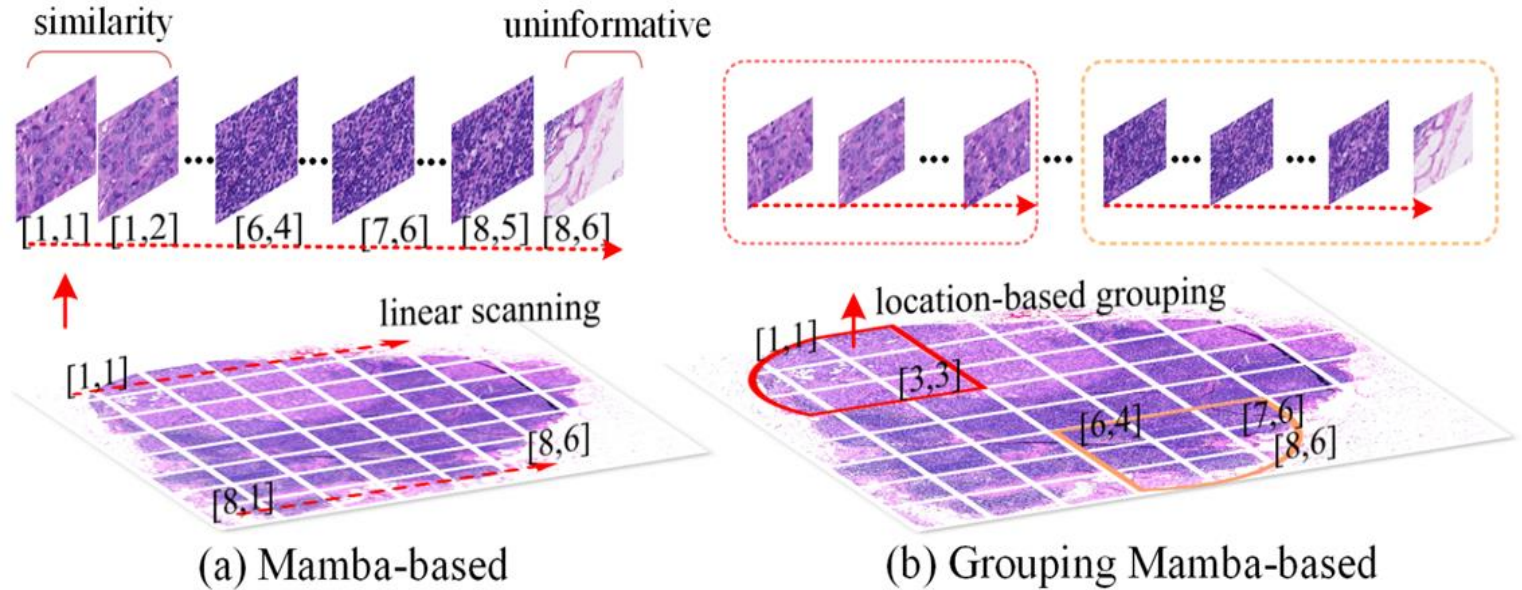 similarity
uninformative
[1,1] [1,2] [6,4] [7,6] [8,5] [8,6]
linear scanning
[1,1]
[8,6]
[8,1]
(a) Mamba-based
location-based grouping
[1,1]
[3,3]
[6,4] [7,6]
[8,6]
(b) Grouping Mamba-based